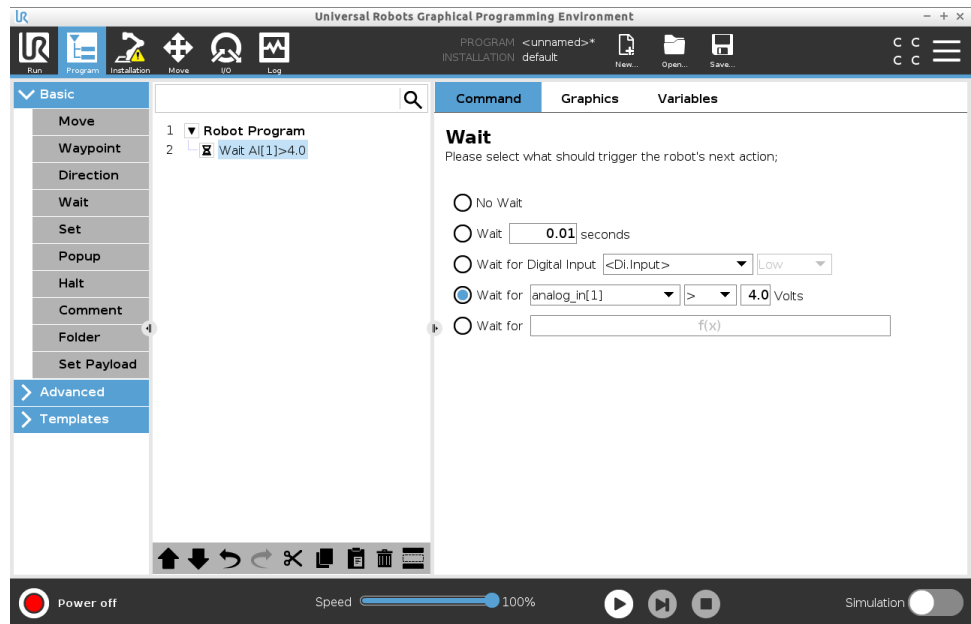 UR Universal Robots Graphical Programming Environment - + ×
PROGRAM <unnamed>*
INSTALLATION default
UR
Run Program Installation Move I/O Log New... Open... Save...
C C
C C
Basic
Move
Waypoint
Direction
Wait
Set
Popup
Halt
Comment
Folder
Set Payload
Advanced
Templates
1 Robot Program
2 Wait AI[1]>4.0
Command Graphics Variables
Wait
Please select what should trigger the robot's next action;
No Wait
Wait 0.01 seconds
Wait for Digital Input <Di.Input> Low
Wait for analog_in[1] > 4.0 Volts
Wait for f(x)
Power off Speed 100% Simulation